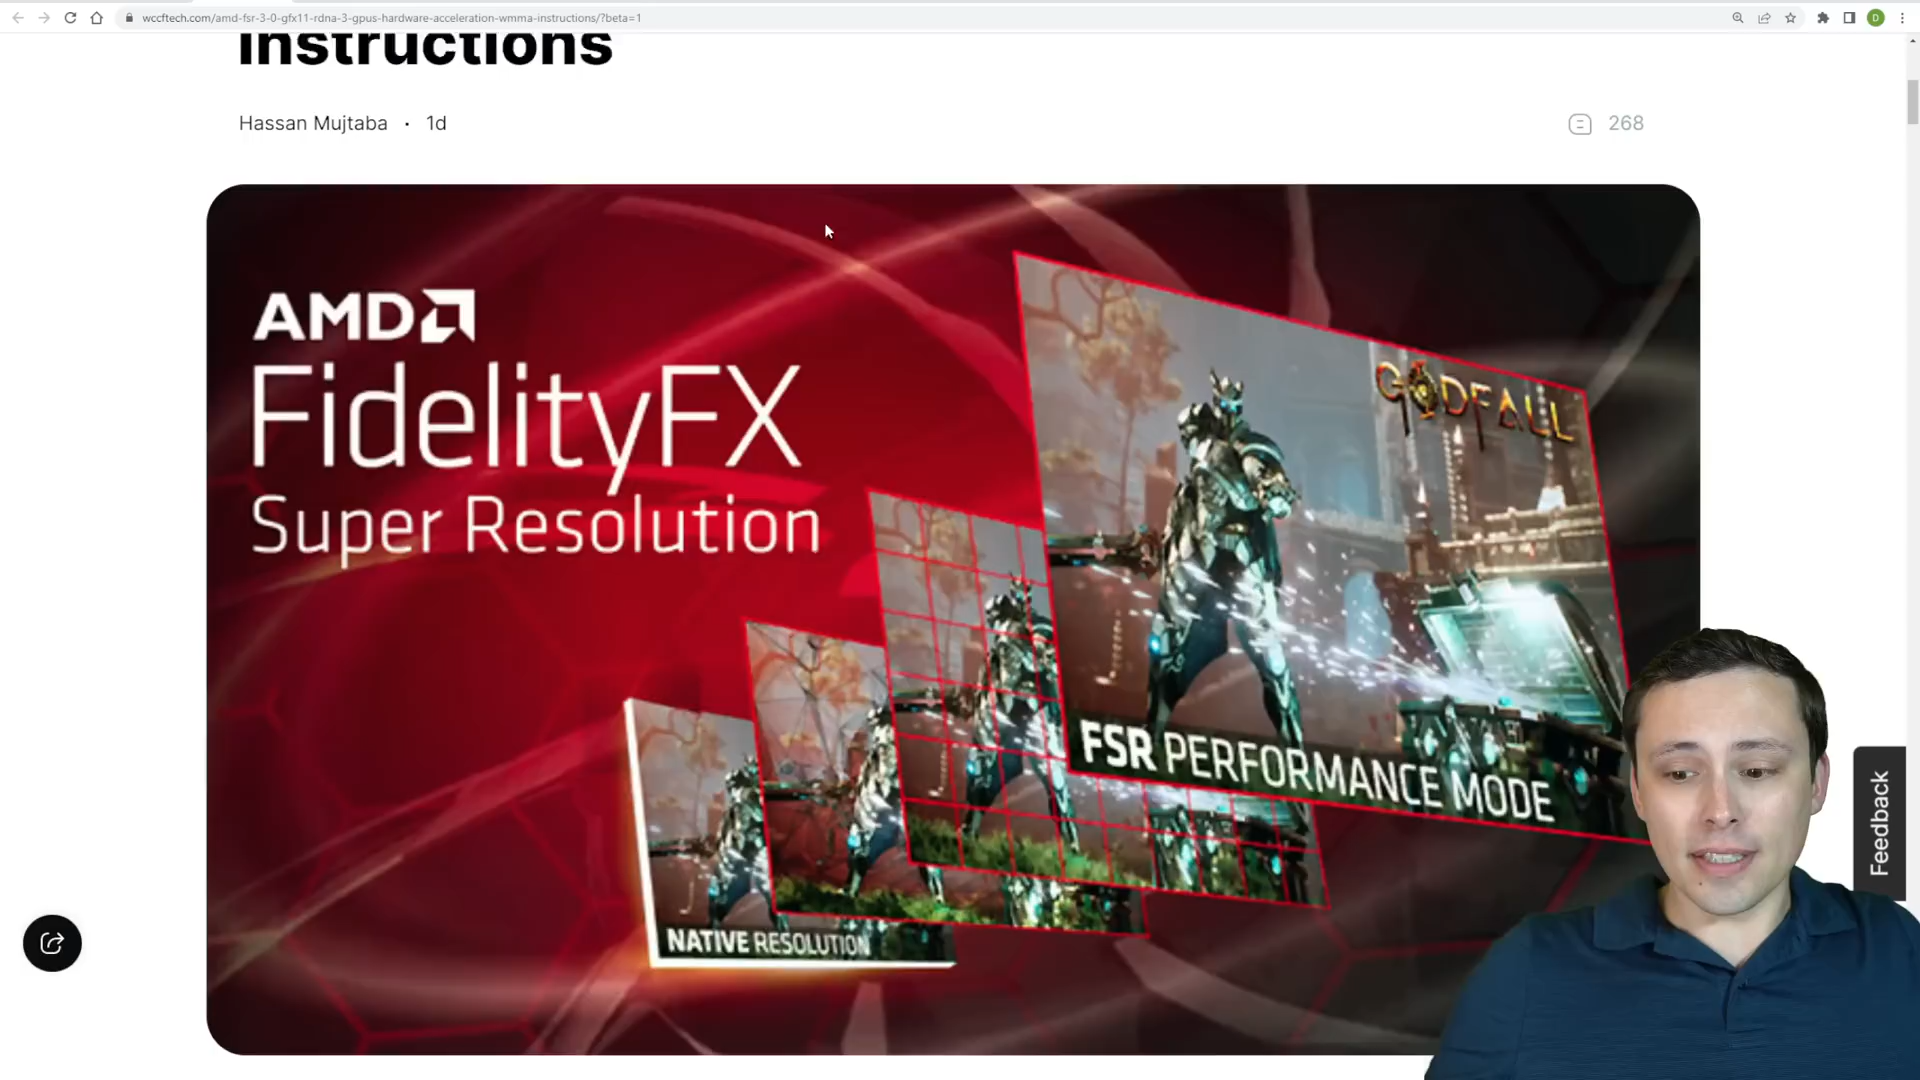 wccftech.com/amd-fsr-3-0-gfx11-rdna-3-gpus-hardware-acceleration-wmma-instructions/?beta=1
D
instructions
Hassan Mujtaba · 1d
268
AMD
FidelityFX
Super Resolution
GODFALL
FSR PERFORMANCE MODE
NATIVE RESOLUTION
Feedback